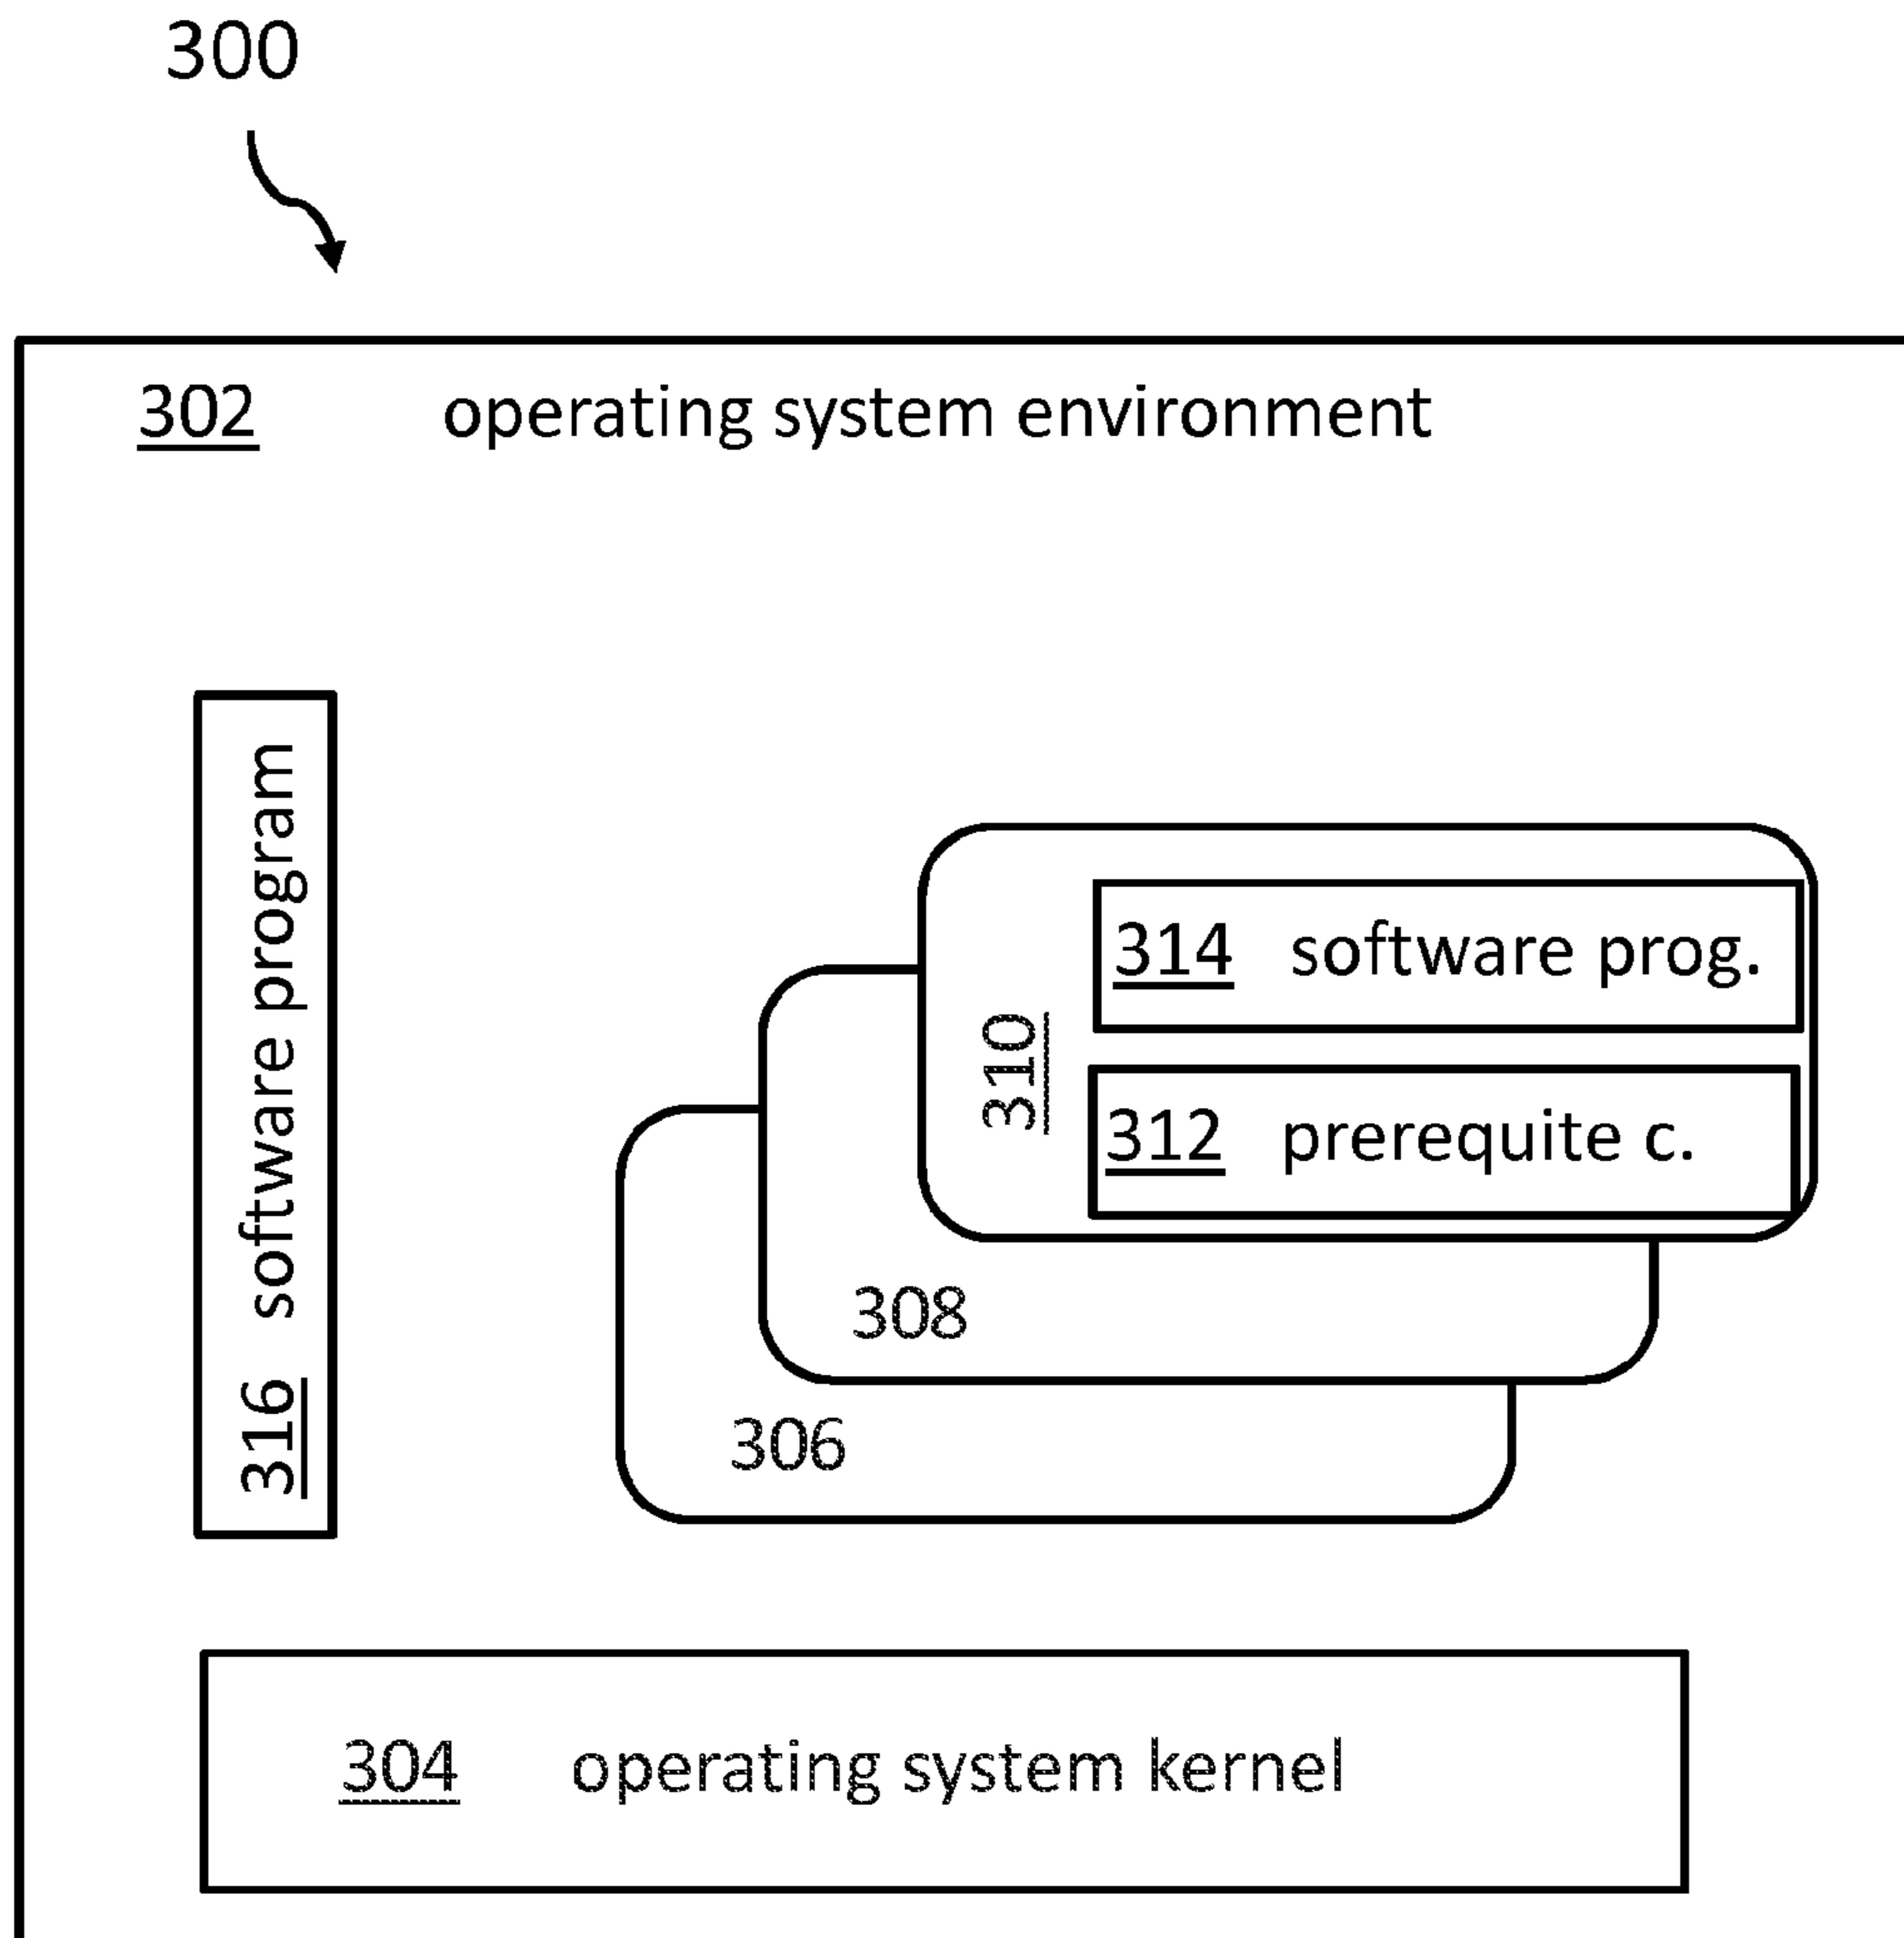 300
302 operating system environment
316 software program
314 software prog.
310
312 prerequite c.
308
306
304 operating system kernel